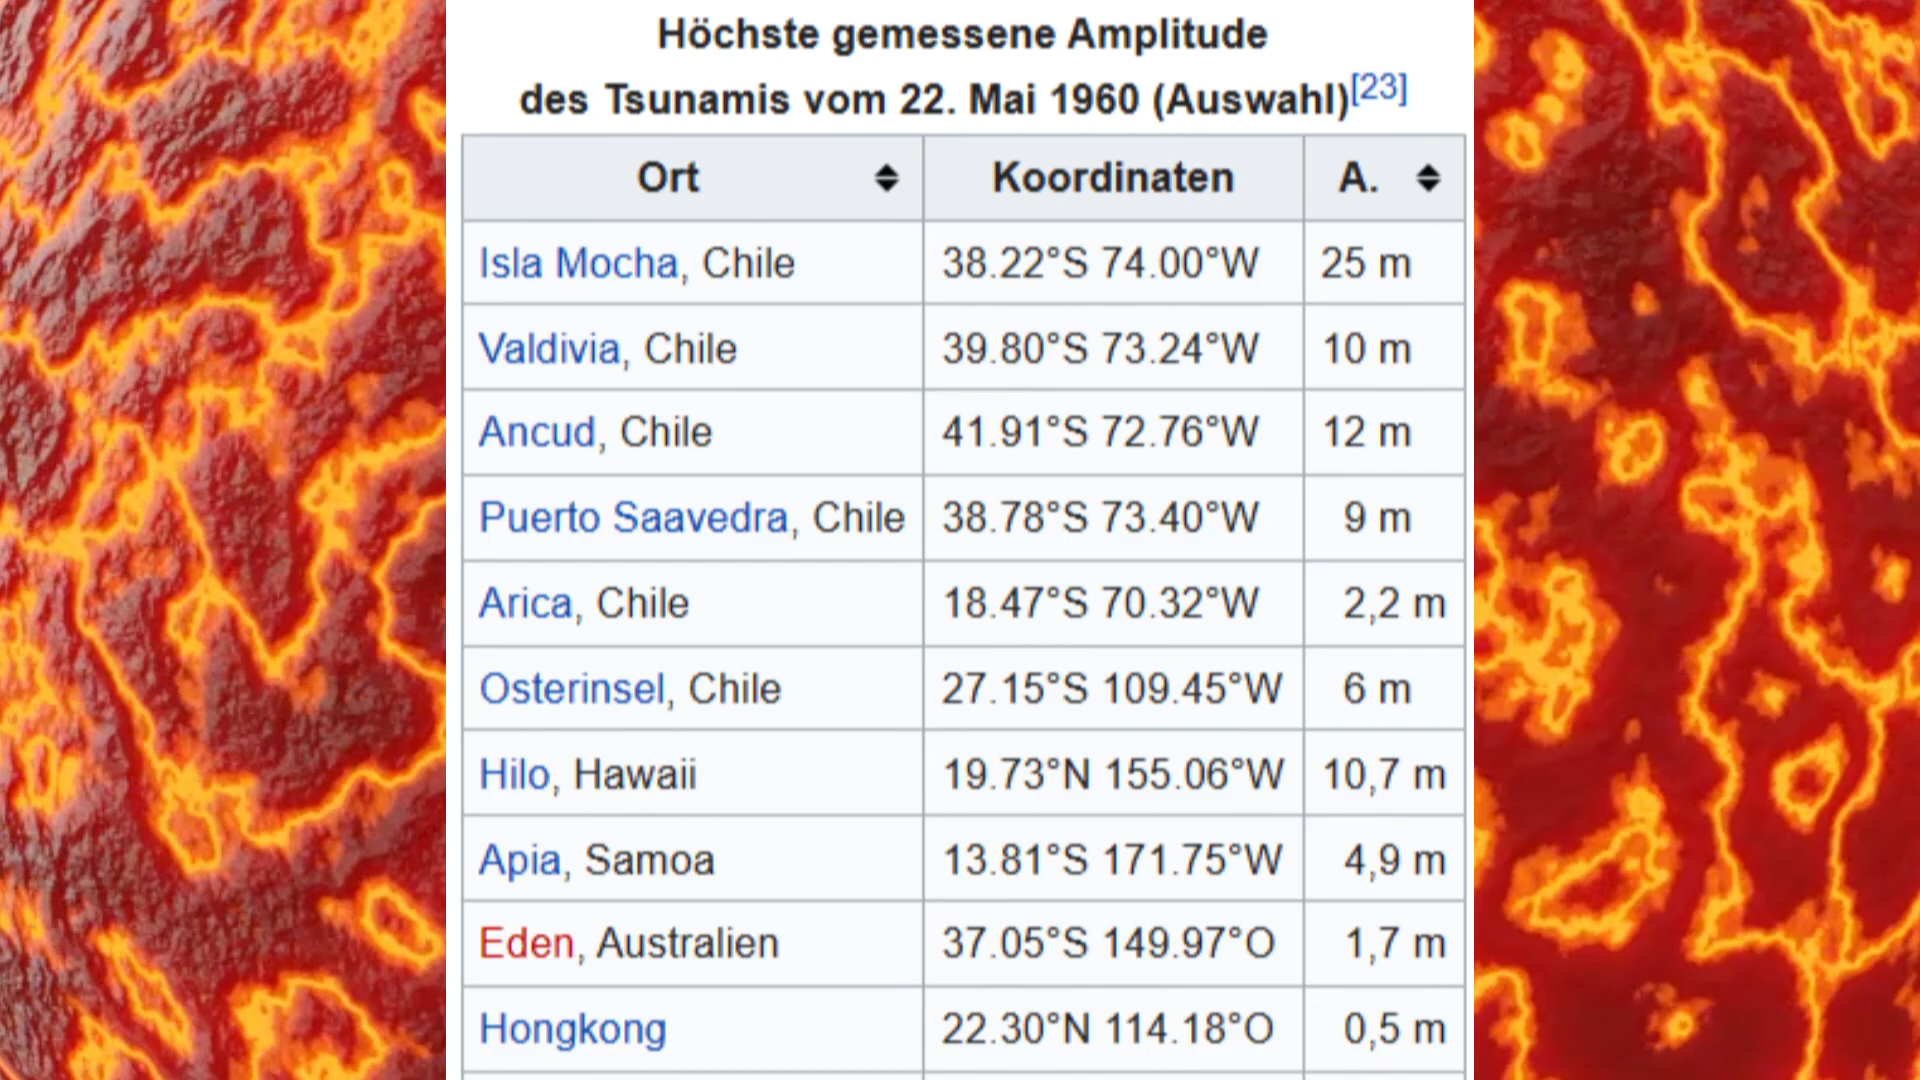 Höchste gemessene Amplitude
des Tsunamis vom 22. Mai 1960 (Auswahl)[23]
Ort Koordinaten A.
Isla Mocha, Chile 38.22°S 74.00°W 25 m
Valdivia, Chile 39.80°S 73.24°W 10 m
Ancud, Chile 41.91°S 72.76°W 12 m
Puerto Saavedra, Chile 38.78°S 73.40°W 9 m
Arica, Chile 18.47°S 70.32°W 2,2 m
Osterinsel, Chile 27.15°S 109.45°W 6 m
Hilo, Hawaii 19.73°N 155.06°W 10,7 m
Apia, Samoa 13.81°S 171.75°W 4,9 m
Eden, Australien 37.05°S 149.97°O 1,7 m
Hongkong 22.30°N 114.18°O 0,5 m